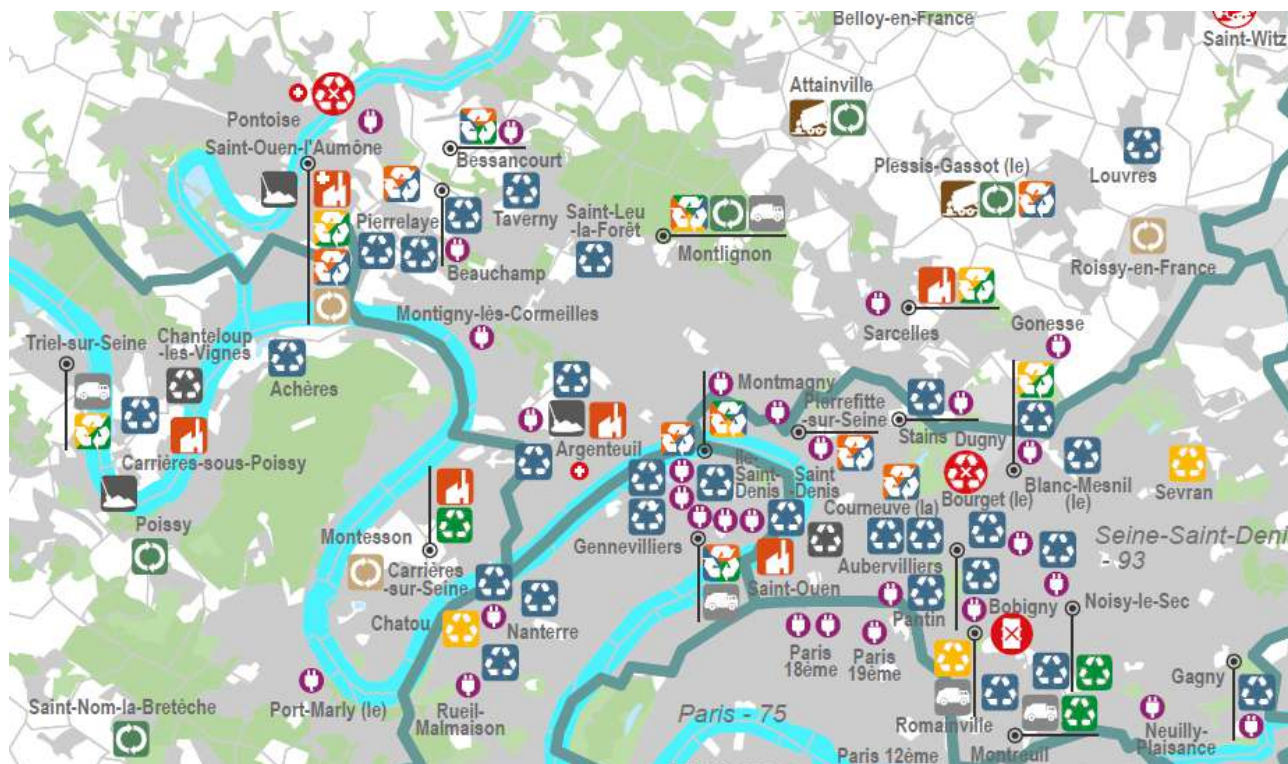 Belloy-en-France
Saint-Witz
Attainville
Pontoise
Saint-Ouen-l'Aumône
Bessancourt
Plessis-Gassot (le)
Louvres
Pierrelaye
Taverny
Saint-Leu
-la-Forêt
Montlignon
Roissy-en-France
Beauchamp
Montigny-lès-Cormeilles
Sarcelles
Gonesse
Triel-sur-Seine
Chanteloup
-les-Vignes
Achères
Montmagny
Pierrefitte
-sur-Seine
Stains
Dugny
Carrières-sous-Poissy
Argenteuil
Ile-
Saint-
Denis
Saint
-Denis
Courneuve (la)
Bourget (le)
Blanc-Mesnil
(le)
Sevran
Poissy
Montesson
Gennevilliers
Seine-Saint-Deni
- 93
Carrières
-sur-Seine
Saint-Ouen
Aubervilliers
Chatou
Nanterre
Pantin
Bobigny
Noisy-le-Sec
Paris
18ème
Paris
19ème
Saint-Nom-la-Bretèche
Port-Marly (le)
Rueil-
Malmaison
Paris - 75
Romainville
Gagny
Neuilly-
Plaisance
Paris 12ème
Montreuil